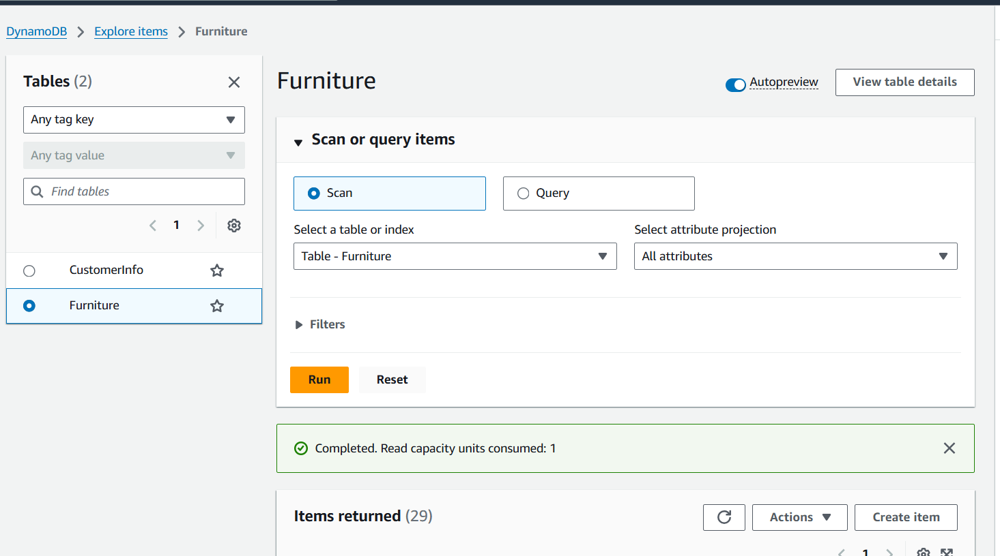 DynamoDB > Explore items > Furniture
Tables (2)
Any tag key
Any tag value
Find tables
1
CustomerInfo
Furniture
Furniture
Autopreview
View table details
Scan or query items
Scan
Query
Select a table or index
Select attribute projection
Table - Furniture
All attributes
Filters
Run
Reset
Completed. Read capacity units consumed: 1
Items returned (29)
Actions
Create item
1